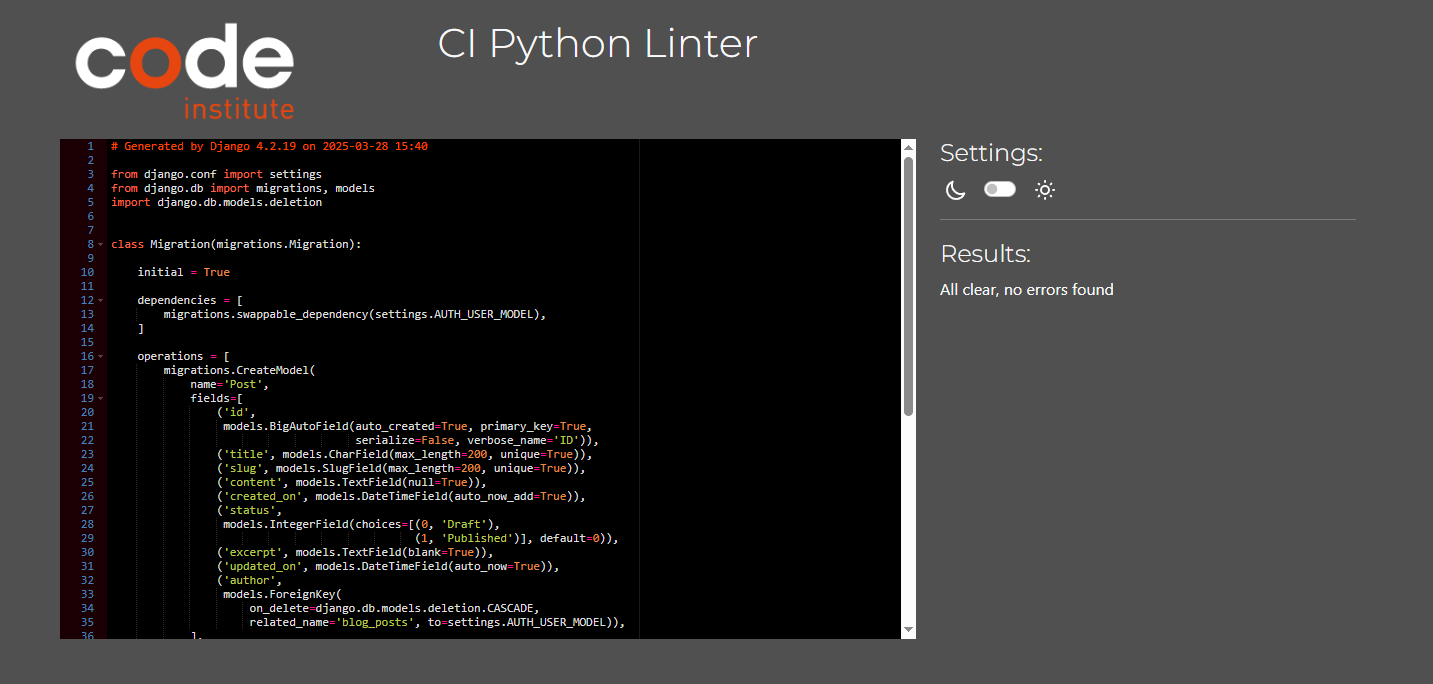 code
institute
CI Python Linter
1 # Generated by Django 4.2.19 on 2025-03-28 15:40
2
3 from django.conf import settings
4 from django.db import migrations, models
5 import django.db.models.deletion
6
7
8 class Migration(migrations.Migration):
9
10     initial = True
11
12     dependencies = [
13         migrations.swappable_dependency(settings.AUTH_USER_MODEL),
14     ]
15
16     operations = [
17         migrations.CreateModel(
18             name='Post',
19             fields=[
20                 ('id',
21                  models.BigAutoField(auto_created=True, primary_key=True,
22                                      serialize=False, verbose_name='ID')),
23                 ('title', models.CharField(max_length=200, unique=True)),
24                 ('slug', models.SlugField(max_length=200, unique=True)),
25                 ('content', models.TextField(null=True)),
26                 ('created_on', models.DateTimeField(auto_now_add=True)),
27                 ('status',
28                  models.IntegerField(choices=[(0, 'Draft'),
29                                               (1, 'Published')], default=0)),
30                 ('excerpt', models.TextField(blank=True)),
31                 ('updated_on', models.DateTimeField(auto_now=True)),
32                 ('author',
33                  models.ForeignKey(
34                      on_delete=django.db.models.deletion.CASCADE,
35                      related_name='blog_posts', to=settings.AUTH_USER_MODEL)),
36             ],
Settings:
Results:
All clear, no errors found